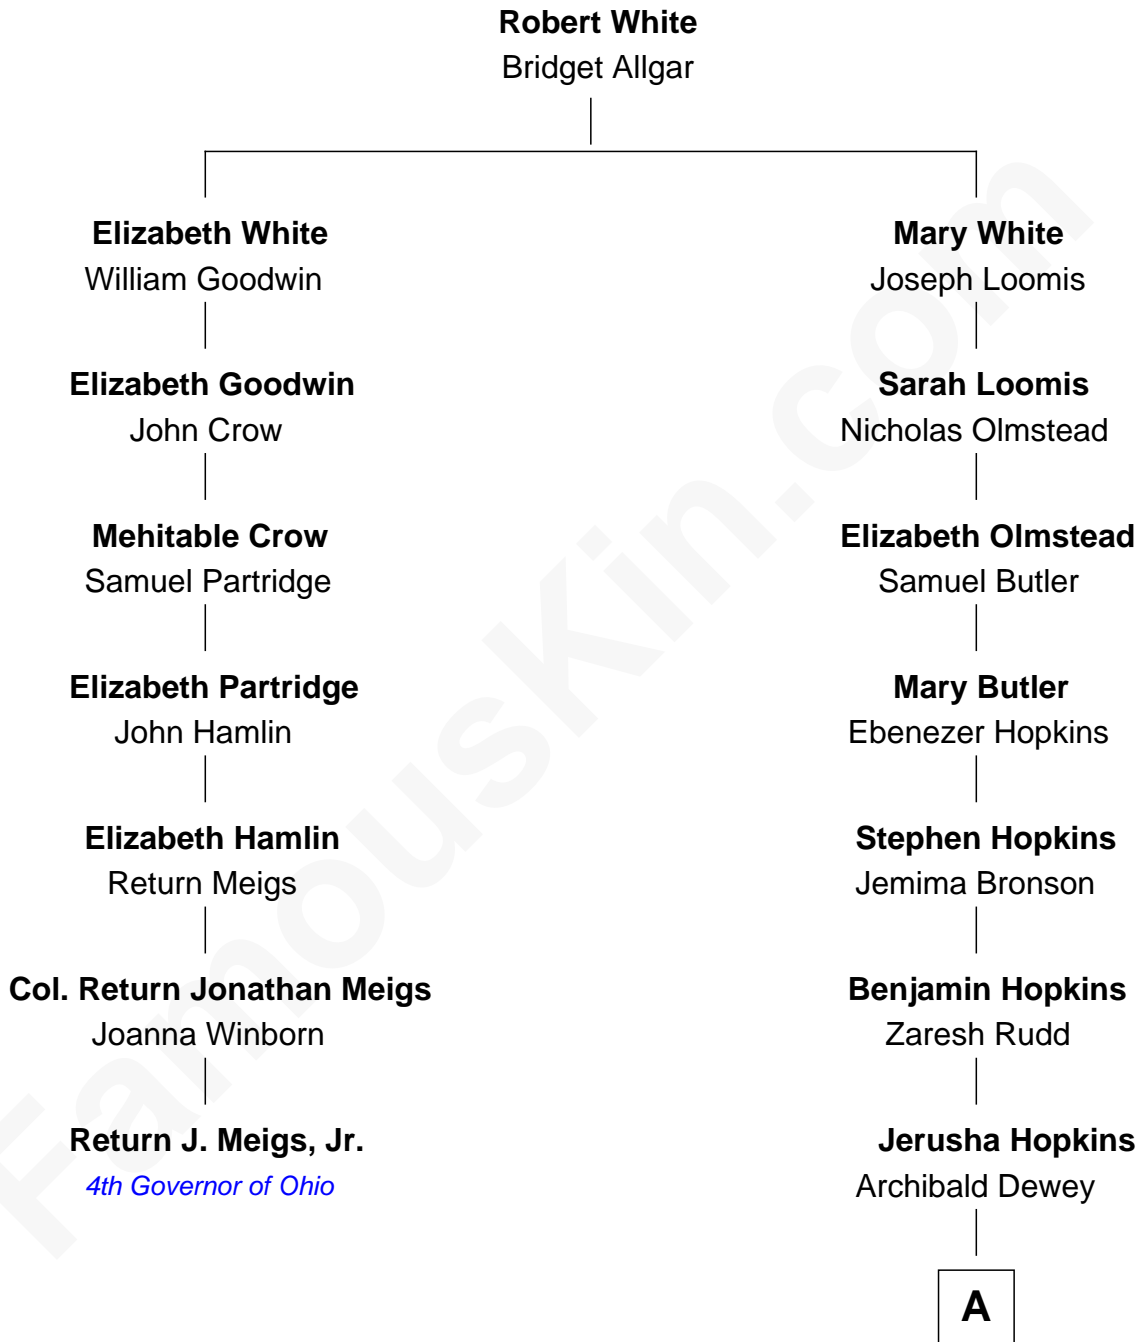 Robert White
Bridget Allgar
Elizabeth White
William Goodwin
Mary White
Joseph Loomis
Elizabeth Goodwin
John Crow
Sarah Loomis
Nicholas Olmstead
Mehitable Crow
Samuel Partridge
Elizabeth Olmstead
Samuel Butler
Elizabeth Partridge
John Hamlin
Mary Butler
Ebenezer Hopkins
Elizabeth Hamlin
Return Meigs
Stephen Hopkins
Jemima Bronson
Col. Return Jonathan Meigs
Joanna Winborn
Benjamin Hopkins
Zaresh Rudd
Return J. Meigs, Jr.
4th Governor of Ohio
Jerusha Hopkins
Archibald Dewey
A
FamousKin.com